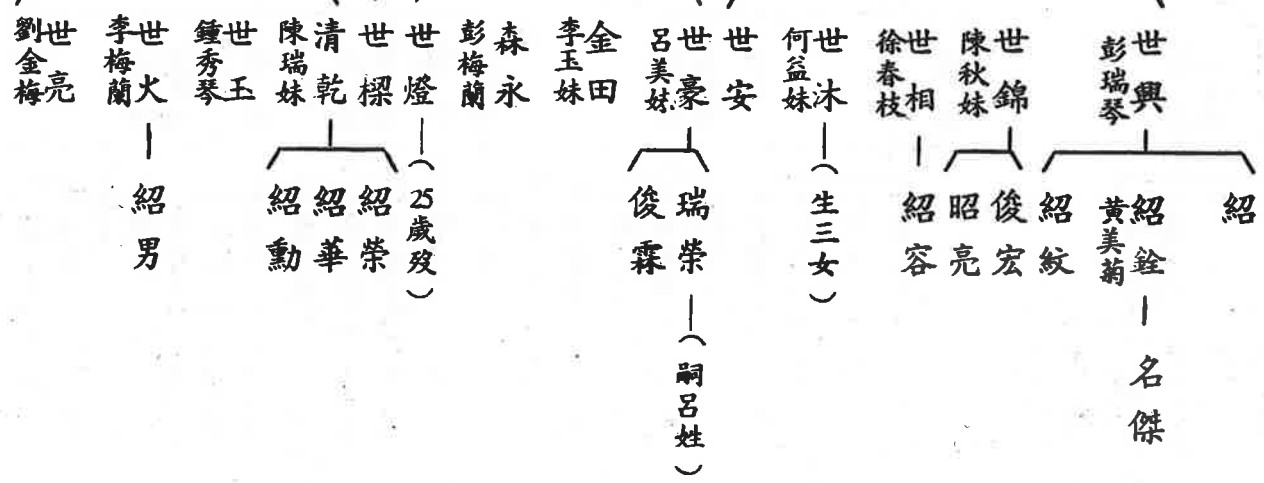 世興
彭瑞琴
世錦
陳秋妹
世相
徐春枝
世沐
何益妹
世安
世豪
呂美妹
金田
李玉妹
森永
彭梅蘭
世燈
世樑
清乾
陳瑞妹
世玉
鍾秀琴
世火
李梅蘭
世亮
劉金梅
紹
紹銓
黃美菊
紹紋
俊宏
昭亮
紹容
（生三女）
瑞榮
俊霖
（25歲歿）
紹榮
紹華
紹勳
紹男
名傑
（嗣呂姓）